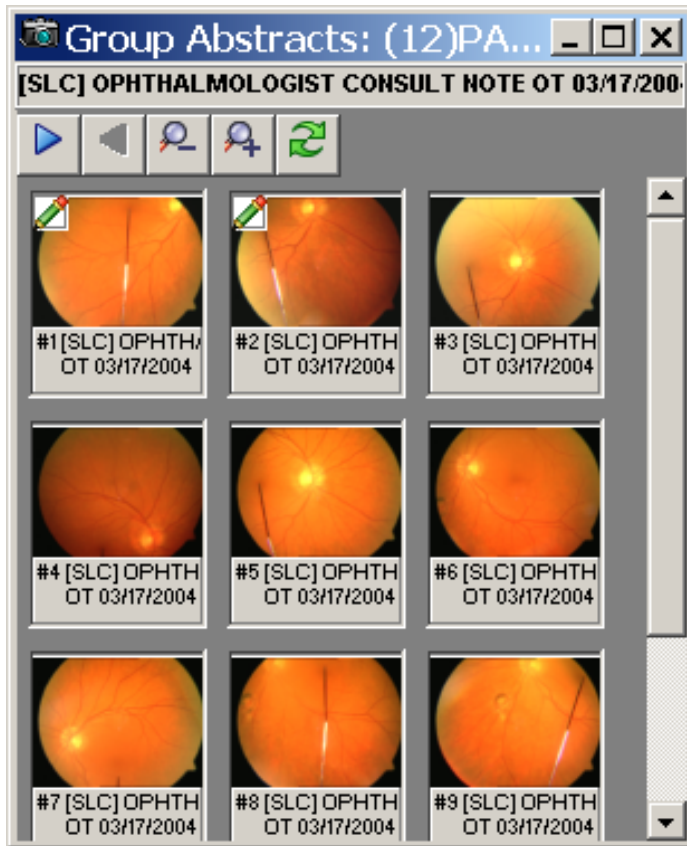 Group Abstracts: (12)PA...
[SLC] OPHTHALMOLOGIST CONSULT NOTE OT 03/17/200
#1[SLC] OPHTH
OT 03/17/2004
#2 [SLC] OPHTH
OT 03/17/2004
#3 [SLC] OPHTH
OT 03/17/2004
#4 [SLC] OPHTH
OT 03/17/2004
#5 [SLC] OPHTH
OT 03/17/2004
#6 [SLC] OPHTH
OT 03/17/2004
#7 [SLC] OPHTH
OT 03/17/2004
#8 [SLC] OPHTH
OT 03/17/2004
#9 [SLC] OPHTH
OT 03/17/2004